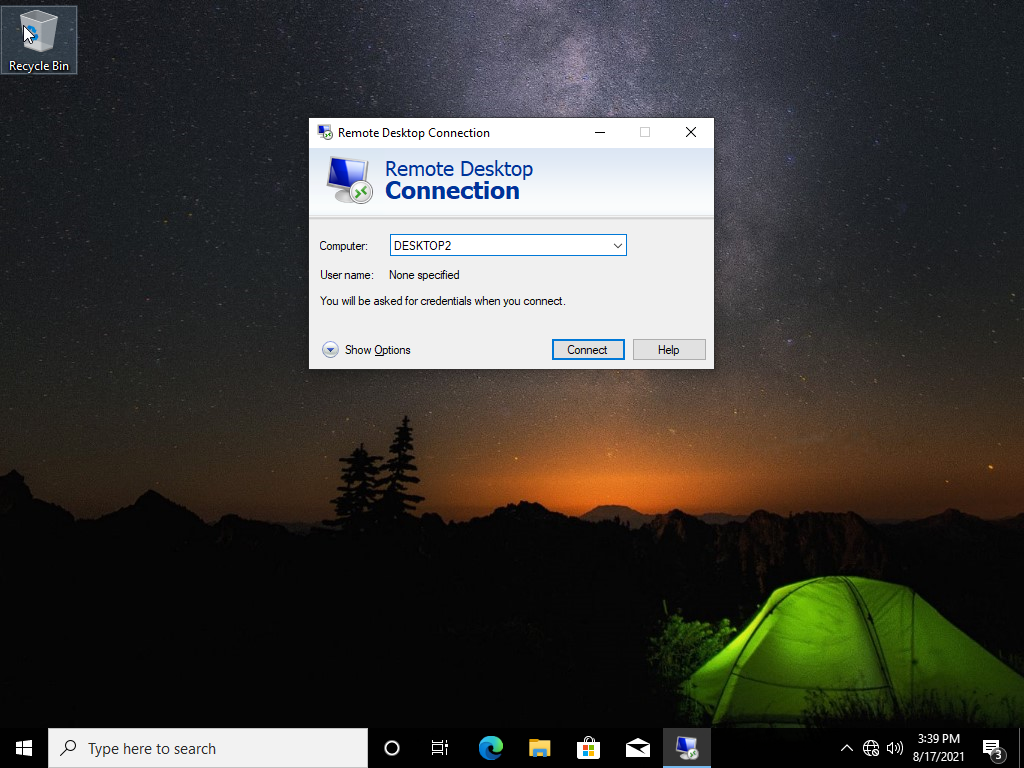 Recycle Bin
Remote Desktop Connection
Remote Desktop
Connection
Computer: DESKTOP2
User name: None specified
You will be asked for credentials when you connect.
Show Options Connect Help
Type here to search
3:39 PM
8/17/2021
3